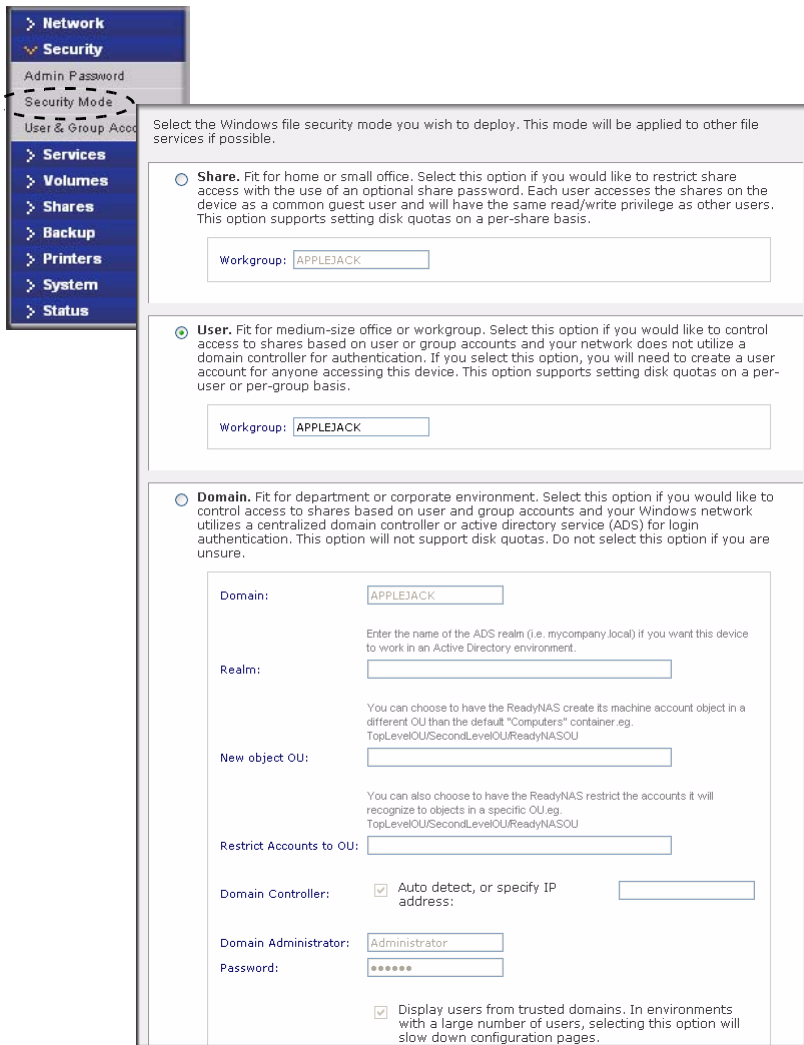 Network
Security
Admin Password
Security Mode
User & Group Acco
Services
Volumes
Shares
Backup
Printers
System
Status
Select the Windows file security mode you wish to deploy. This mode will be applied to other file
services if possible.
Share. Fit for home or small office. Select this option if you would like to restrict share
access with the use of an optional share password. Each user accesses the shares on the
device as a common guest user and will have the same read/write privilege as other users.
This option supports setting disk quotas on a per-share basis.
Workgroup: APPLEJACK
User. Fit for medium-size office or workgroup. Select this option if you would like to control
access to shares based on user or group accounts and your network does not utilize a
domain controller for authentication. If you select this option, you will need to create a user
account for anyone accessing this device. This option supports setting disk quotas on a per-
user or per-group basis.
Workgroup: APPLEJACK
Domain. Fit for department or corporate environment. Select this option if you would like to
control access to shares based on user and group accounts and your Windows network
utilizes a centralized domain controller or active directory service (ADS) for login
authentication. This option will not support disk quotas. Do not select this option if you are
unsure.
Domain: APPLEJACK
Enter the name of the ADS realm (i.e. mycompany.local) if you want this device
to work in an Active Directory environment.
Realm:
You can choose to have the ReadyNAS create its machine account object in a
different OU than the default "Computers" container.eg.
TopLevelOU/SecondLevelOU/ReadyNASOU
New object OU:
You can also choose to have the ReadyNAS restrict the accounts it will
recognize to objects in a specific OU.eg.
TopLevelOU/SecondLevelOU/ReadyNASOU
Restrict Accounts to OU:
Domain Controller: Auto detect, or specify IP
address:
Domain Administrator: Administrator
Password: ••••••
Display users from trusted domains. In environments
with a large number of users, selecting this option will
slow down configuration pages.